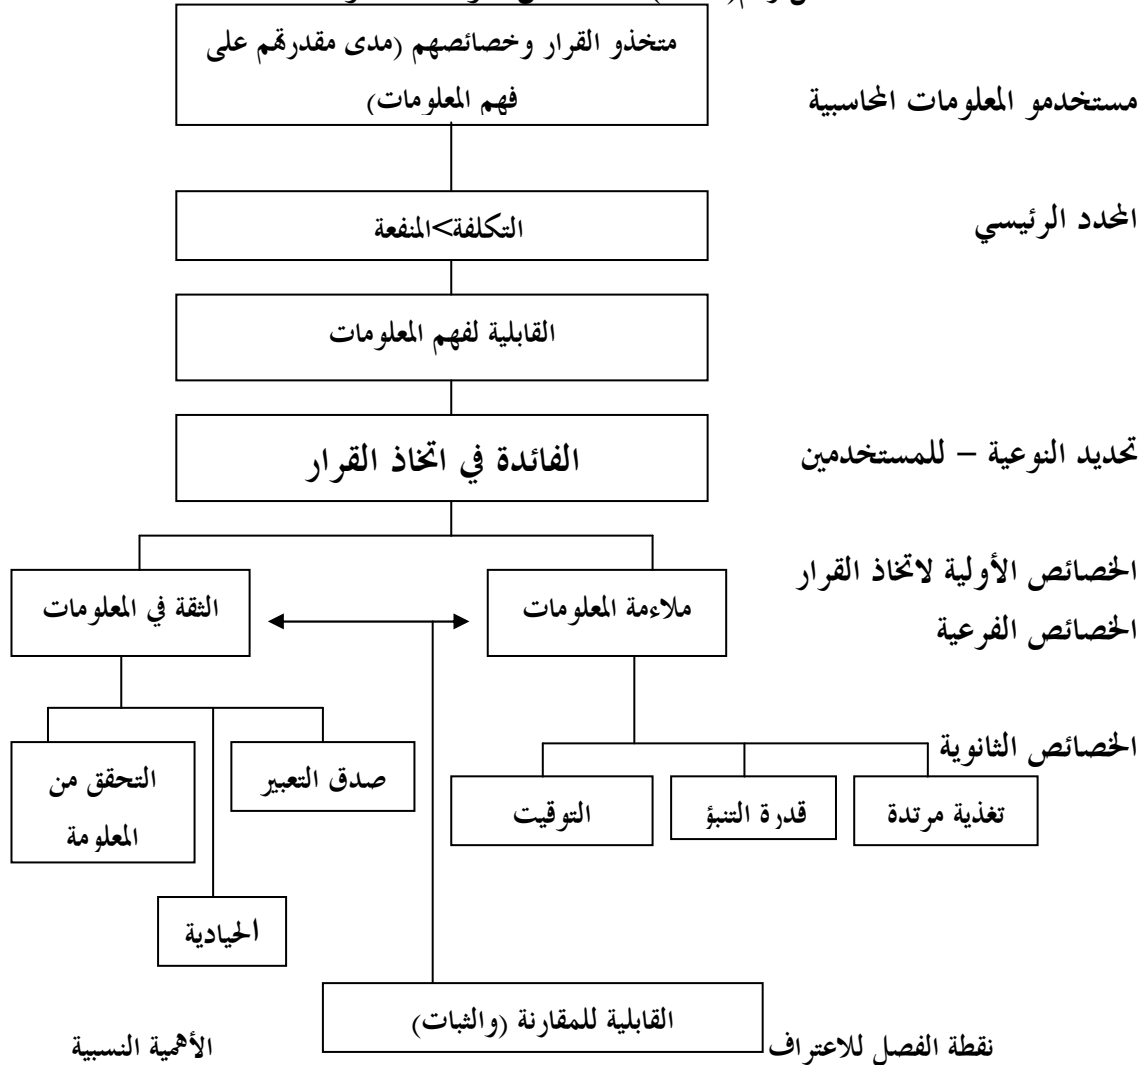 متخذو القرار وخصائصهم (مدى مقدرتهم على
فهم المعلومات)
مستخدمو المعلومات المحاسبية
المحدد الرئيسي
التكلفة>المنفعة
القابلية لفهم المعلومات
تحديد النوعية – للمستخدمين
الفائدة في اتخاذ القرار
الخصائص الأولية لاتخاذ القرار
ملاءمة المعلومات
الثقة في المعلومات
الخصائص الفرعية
الخصائص الثانوية
تغذية مرتدة
قدرة التنبؤ
التوقيت
صدق التعبير
التحقق من
المعلومة
الحيادية
القابلية للمقارنة (والثبات)
نقطة الفصل للاعتراف
الأهمية النسبية